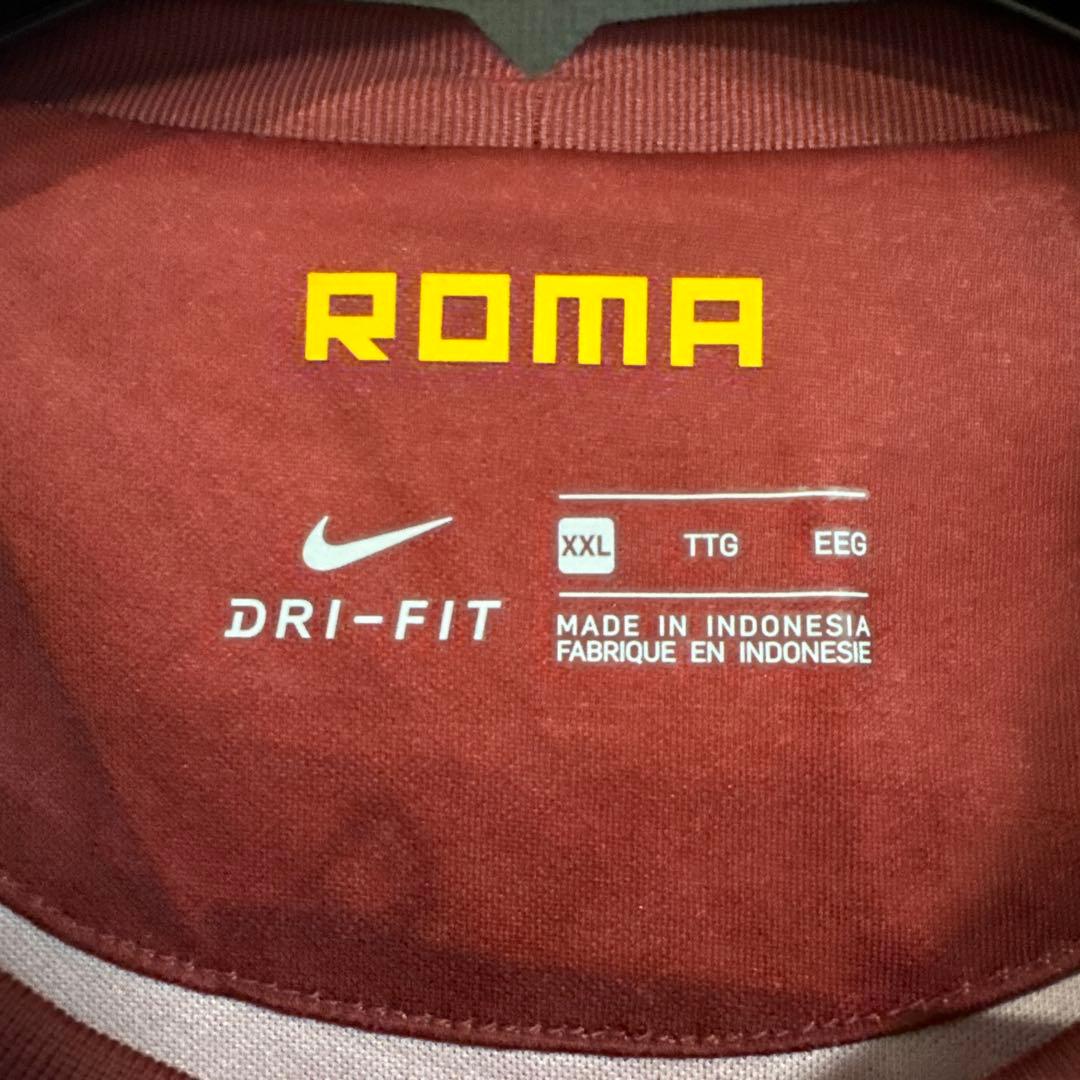 ROMA
DRI-FIT
XXL TTG EEG
MADE IN INDONESIA
FABRIQUE EN INDONESIE